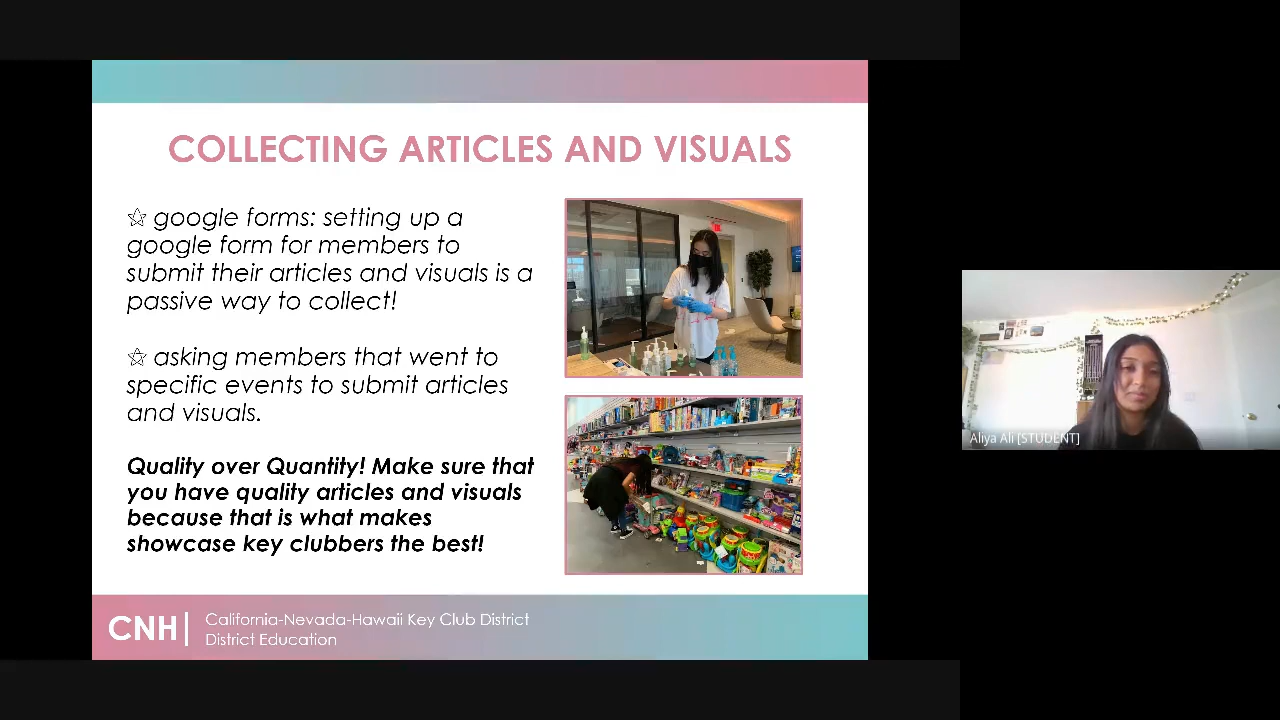 COLLECTING ARTICLES AND VISUALS
☆ google forms: setting up a
google form for members to
submit their articles and visuals is a
passive way to collect!
☆ asking members that went to
specific events to submit articles
and visuals.
Quality over Quantity! Make sure that
you have quality articles and visuals
because that is what makes
showcase key clubbers the best!
CNH
California-Nevada-Hawaii Key Club District
District Education
Aliya Ali [STUDENT]